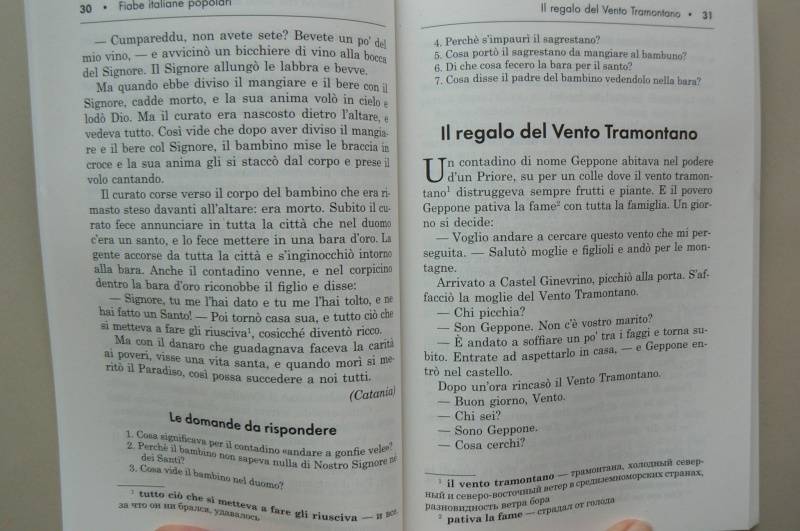 30 • Fiabe italiane popolari
— Cumpareddu, non avete sete? Bevete un po' del
mio vino, — e avvicinò un bicchiere di vino alla bocca
del Signore. Il Signore allungò le labbra e bevve.
Ma quando ebbe diviso il mangiare e il bere con il
Signore, cadde morto, e la sua anima volò in cielo e
lodò Dio. Ma il curato era nascosto dietro l'altare, e
vedeva tutto. Così vide che dopo aver diviso il mangia-
re e il bere col Signore, il bambino mise le braccia in
croce e la sua anima gli si staccò dal corpo e prese il
volo cantando.
Il curato corse verso il corpo del bambino che era ri-
masto steso davanti all'altare: era morto. Subito il cu-
rato fece annunciare in tutta la città che nel duomo
c'era un santo, e lo fece mettere in una bara d'oro. La
gente accorse da tutta la città e s'inginocchiò intorno
alla bara. Anche il contadino venne, e nel corpicino
dentro la bara d'oro riconobbe il figlio e disse:
— Signore, tu me l'hai dato e tu me l'hai tolto, e ne
hai fatto un Santo! — Poi tornò casa sua, e tutto ciò che
si metteva a fare gli riusciva¹, cosicché diventò ricco.
Ma con il danaro che guadagnava faceva la carità
ai poveri, visse una vita santa, e quando morì si me-
ritò il Paradiso, così possa succedere a noi tutti.
(Catania)
Le domande da rispondere
1. Cosa significava per il contadino «andare a gonfie vele»?
2. Perchè il bambino non sapeva nulla di Nostro Signore nè
dei Santi?
3. Cosa vide il bambino nel duomo?
¹ tutto ciò che si metteva a fare gli riusciva — и все,
за что он ни брался, удавалось
Il regalo del Vento Tramontano • 31
4. Perchè s'impaurì il sagrestano?
5. Cosa portò il sagrestano da mangiare al bambuno?
6. Di che cosa fecero la bara per il santo?
7. Cosa disse il padre del bambino vedendolo nella bara?
Il regalo del Vento Tramontano
Un contadino di nome Geppone abitava nel podere
d'un Priore, su per un colle dove il vento tramon-
tano¹ distruggeva sempre frutti e piante. E il povero
Geppone pativa la fame² con tutta la famiglia. Un gior-
no si decide:
— Voglio andare a cercare questo vento che mi per-
seguita. — Salutò moglie e figlioli e andò per le mon-
tagne.
Arrivato a Castel Ginevrino, picchiò alla porta. S'af-
facciò la moglie del Vento Tramontano.
— Chi picchia?
— Son Geppone. Non c'è vostro marito?
— È andato a soffiare un po' tra i faggi e torna su-
bito. Entrate ad aspettarlo in casa, — e Geppone en-
trò nel castello.
Dopo un'ora rincasò il Vento Tramontano.
— Buon giorno, Vento.
— Chi sei?
— Sono Geppone.
— Cosa cerchi?
¹ il vento tramontano — трамонтана, холодный север-
ный и северо-восточный ветер в средиземноморских странах,
разновидность ветра бора
² pativa la fame — страдал от голода